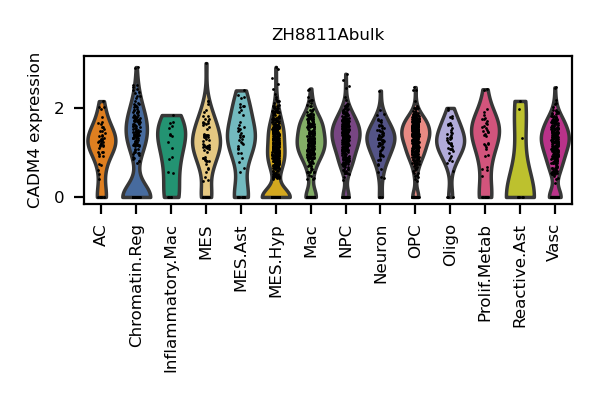 ZH8811Abulk
CADM4 expression
2
0
AC
Chromatin.Reg
Inflammatory.Mac
MES
MES.Ast
MES.Hyp
Mac
NPC
Neuron
OPC
Oligo
Prolif.Metab
Reactive.Ast
Vasc